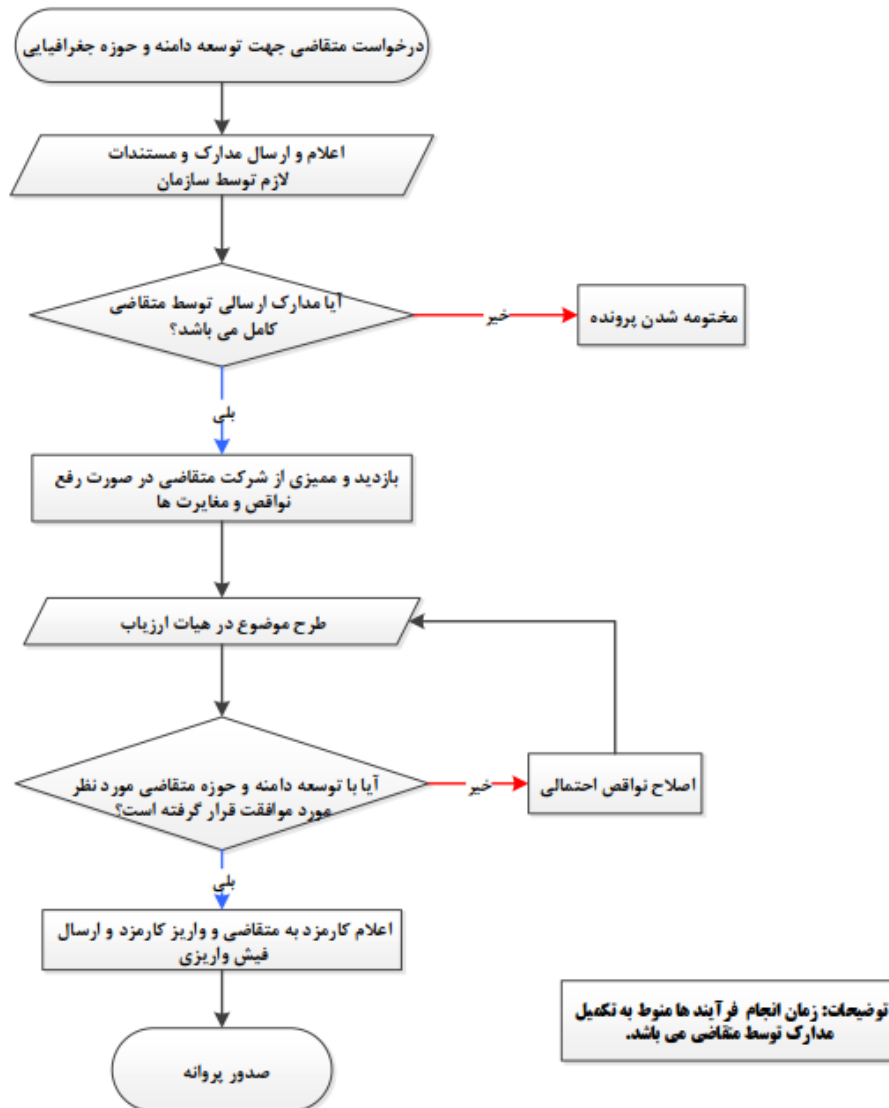 درخواست متقاضی جهت توسعه دامنه و حوزه جغرافیایی
اعلام و ارسال مدارک و مستندات
لازم توسط سازمان
آیا مدارک ارسالی توسط متقاضی
کامل می باشد؟
خیر
مختومه شدن پرونده
بلی
بازدید و ممیزی از شرکت متقاضی در صورت رفع
نواقص و مغایرت ها
طرح موضوع در هیات ارزیاب
آیا با توسعه دامنه و حوزه متقاضی مورد نظر
مورد موافقت قرار گرفته است؟
خیر
اصلاح نواقص احتمالی
بلی
اعلام کارمزد به متقاضی و واریز کارمزد و ارسال
فیش واریزی
توضیحات: زمان انجام فرآیند ها منوط به تکمیل
مدارک توسط متقاضی می باشد.
صدور پروانه